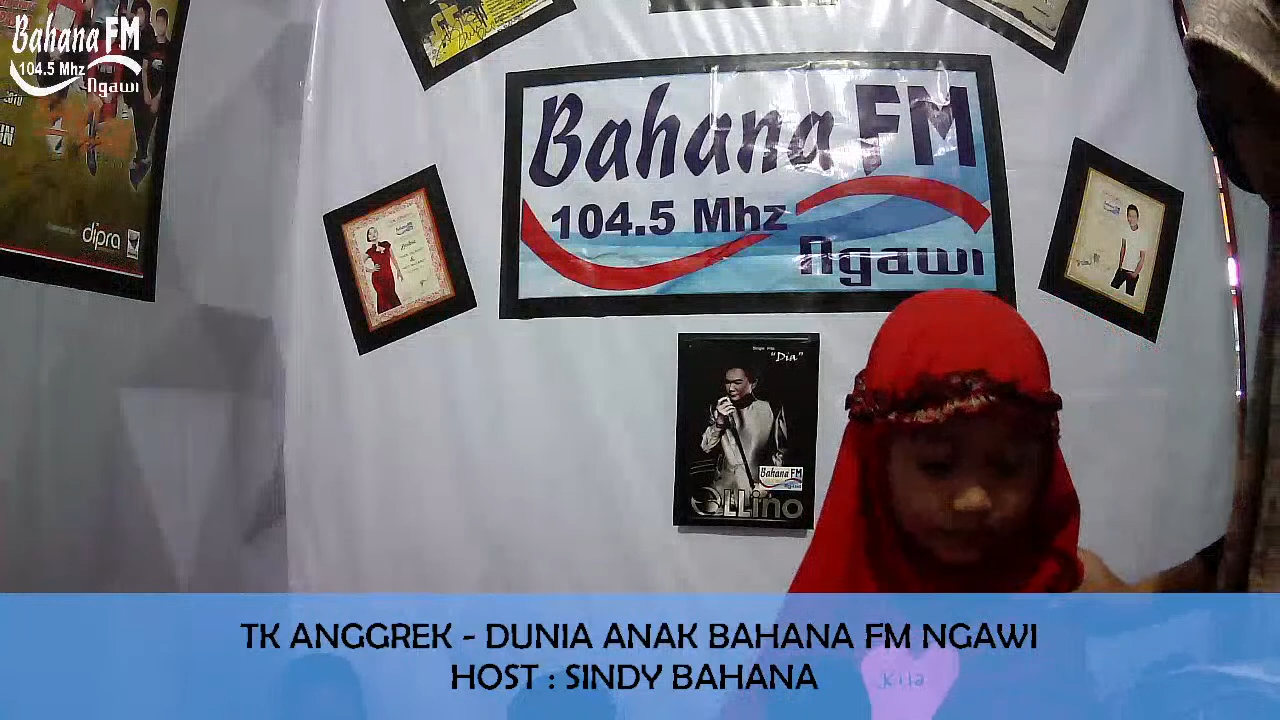 Bahana FM
104.5 Mhz
Ngawi
dipra
Bahana FM
104.5 Mhz
Ngawi
"Dia"
Bahana FM
TK ANGGREK - DUNIA ANAK BAHANA FM NGAWI
HOST : SINDY BAHANA
Kila